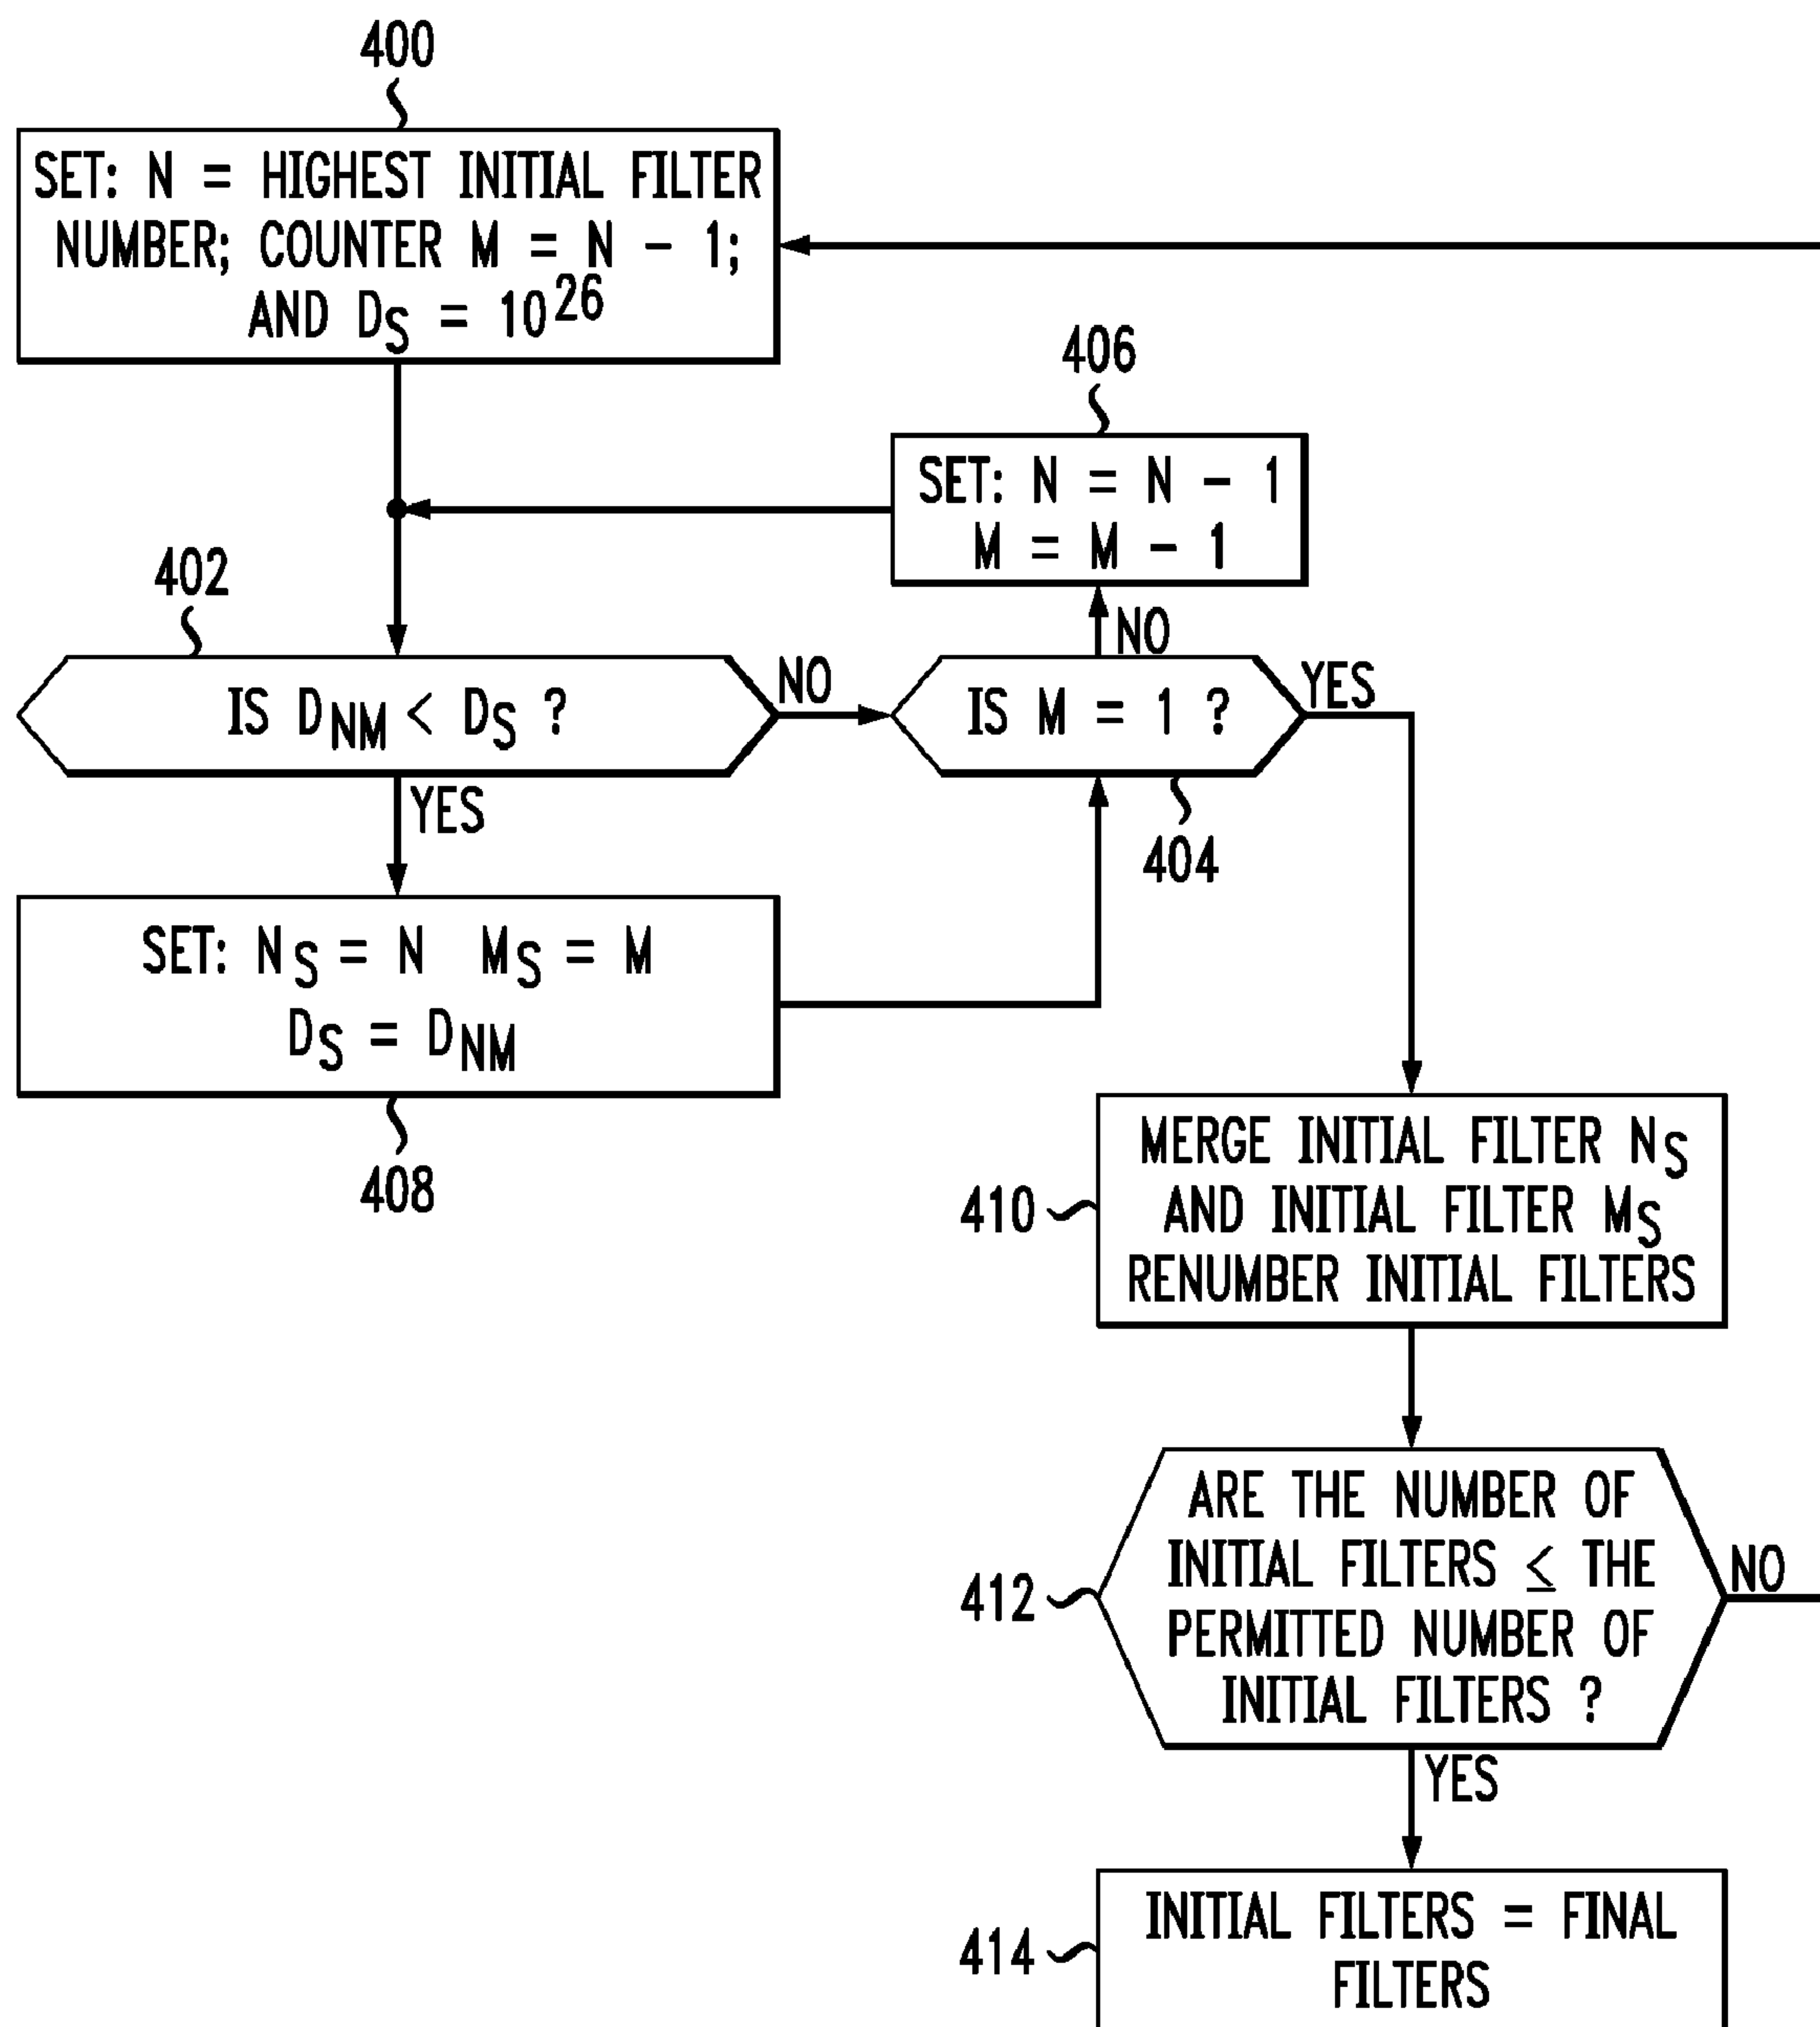 400
SET: N = HIGHEST INITIAL FILTER
NUMBER; COUNTER M = N - 1;
AND DS = 10^26
406
SET: N = N - 1
M = M - 1
402
NO
IS DNM < DS ?
NO
IS M = 1 ?
YES
YES
404
SET: NS = N MS = M
DS = DNM
408
410
MERGE INITIAL FILTER NS
AND INITIAL FILTER MS
RENUMBER INITIAL FILTERS
412
ARE THE NUMBER OF
INITIAL FILTERS ≤ THE
PERMITTED NUMBER OF
INITIAL FILTERS ?
NO
YES
414
INITIAL FILTERS = FINAL
FILTERS